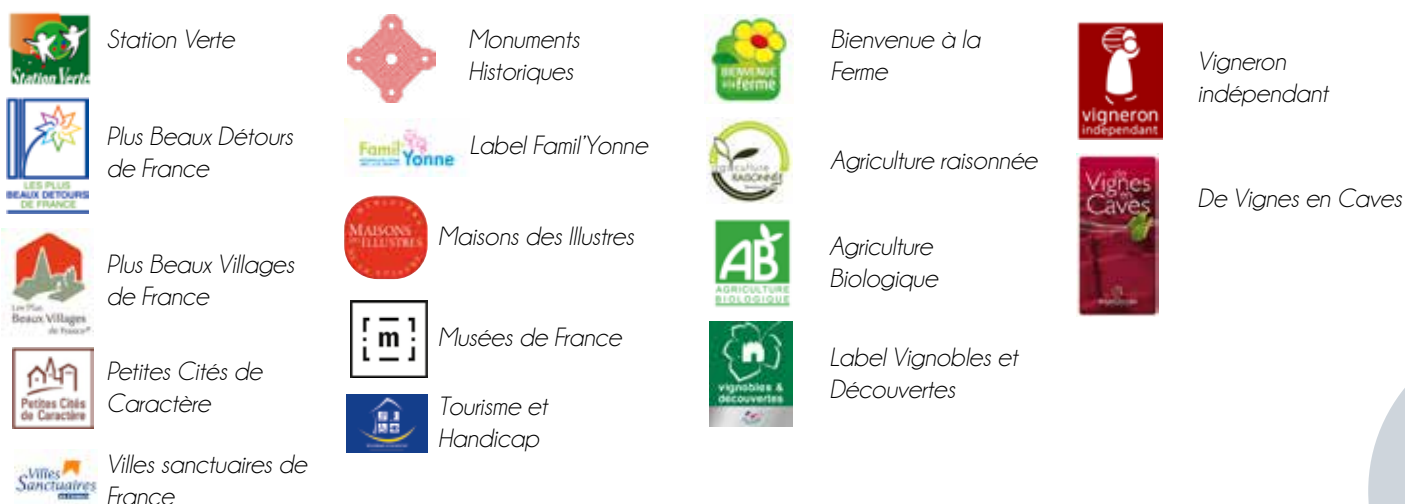 Station Verte
Station Verte
LES PLUS
BEAUX DETOURS
DE FRANCE
Plus Beaux Détours
de France
Les Plus
Beaux Villages
de France
Plus Beaux Villages
de France
Petites Cités
de Caractère
Petites Cités de
Caractère
Villes
Sanctuaires
Villes sanctuaires de
France
Monuments
Historiques
Famil'
Yonne
Label Famil'Yonne
MAISONS
DES ILLUSTRES
Maisons des Illustres
m
Musées de France
Tourisme et
Handicap
BIENVENUE
à la ferme
Bienvenue à la
Ferme
agriculture
RAISONNÉE
Agriculture raisonnée
AB
AGRICULTURE
BIOLOGIQUE
Agriculture
Biologique
vignobles &
découvertes
Label Vignobles et
Découvertes
vigneron
indépendant
Vigneron
indépendant
de
Vignes
en
Caves
De Vignes en Caves